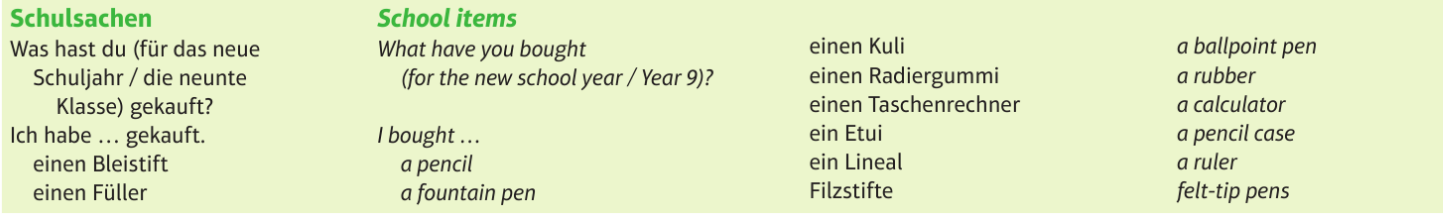 Schulsachen School items
Was hast du (für das neue What have you bought
Schuljahr / die neunte (for the new school year / Year 9)?
Klasse) gekauft?
Ich habe … gekauft. I bought …
einen Bleistift a pencil
einen Füller a fountain pen
einen Kuli a ballpoint pen
einen Radiergummi a rubber
einen Taschenrechner a calculator
ein Etui a pencil case
ein Lineal a ruler
Filzstifte felt-tip pens